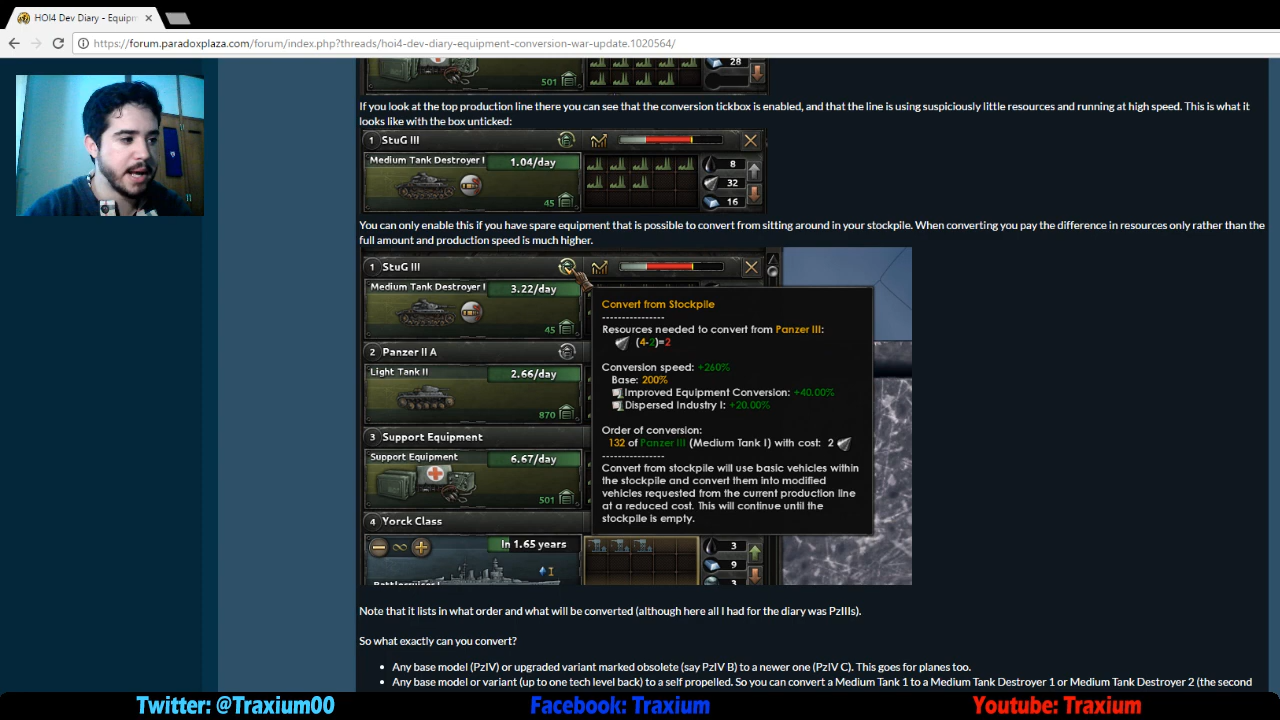 HOI4 Dev Diary - Equipm
https://forum.paradoxplaza.com/forum/index.php?threads/hoi4-dev-diary-equipment-conversion-war-update.1020564/
501
28
If you look at the top production line there you can see that the conversion tickbox is enabled, and that the line is using suspiciously little resources and running at high speed. This is what it
looks like with the box unticked:
1 StuG III
Medium Tank Destroyer I 1.04/day
8
32
45
16
You can only enable this if you have spare equipment that is possible to convert from sitting around in your stockpile. When converting you pay the difference in resources only rather than the
full amount and production speed is much higher.
1 StuG III
Medium Tank Destroyer I 3.22/day
45
2 Panzer II A
Light Tank II 2.66/day
870
3 Support Equipment
Support Equipment 6.67/day
501
4 Yorck Class
In 1.65 years
I
Battlecruiser I
3
9
3
Convert from Stockpile
----------------
Resources needed to convert from Panzer III:
(4-2)=2
Conversion speed: +260%
Base: 200%
Improved Equipment Conversion: +40.00%
Dispersed Industry I: +20.00%
Order of conversion:
132 of Panzer III (Medium Tank I) with cost: 2
----------------
Convert from stockpile will use basic vehicles within
the stockpile and convert them into modified
vehicles requested from the current production line
at a reduced cost. This will continue until the
stockpile is empty.
Note that it lists in what order and what will be converted (although here all I had for the diary was PzIIIs).
So what exactly can you convert?
• Any base model (PzIV) or upgraded variant marked obsolete (say PzIV B) to a newer one (PzIV C). This goes for planes too.
• Any base model or variant (up to one tech level back) to a self propelled. So you can convert a Medium Tank 1 to a Medium Tank Destroyer 1 or Medium Tank Destroyer 2 (the second
Twitter: @Traxium00
Facebook: Traxium
Youtube: Traxium